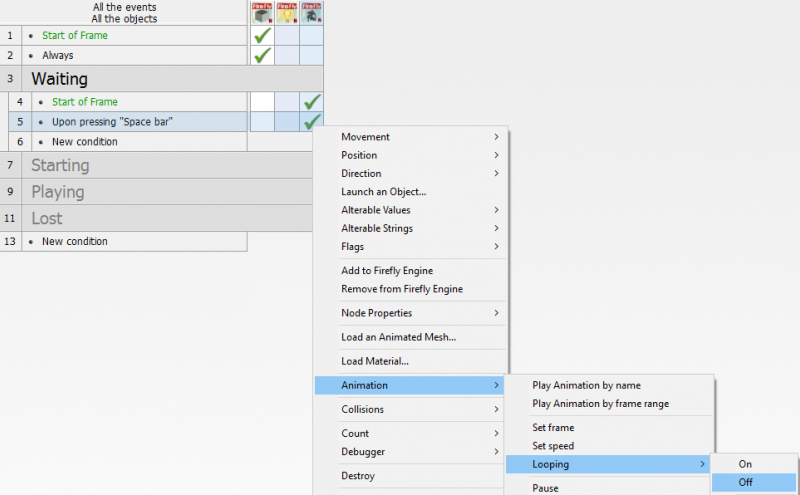 All the events
All the objects
FireFly FireFly FireFly
1 • Start of Frame
2 • Always
3 Waiting
4 • Start of Frame
5 • Upon pressing "Space bar"
6 • New condition
7 Starting
9 Playing
11 Lost
13 • New condition
Movement
Position
Direction
Launch an Object...
Alterable Values
Alterable Strings
Flags
Add to Firefly Engine
Remove from Firefly Engine
Node Properties
Load an Animated Mesh...
Load Material...
Animation
Collisions
Count
Debugger
Destroy
Play Animation by name
Play Animation by frame range
Set frame
Set speed
Looping
Pause
On
Off